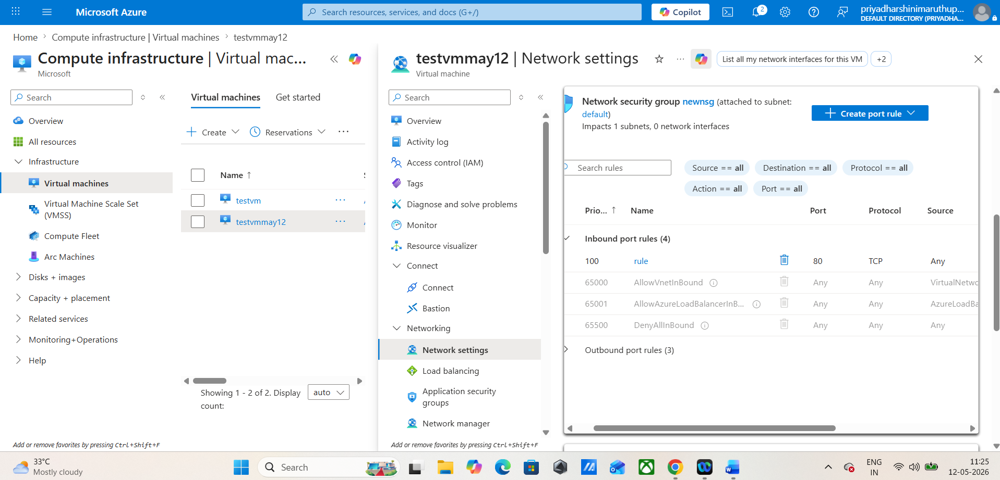 Microsoft Azure
Search resources, services, and docs (G+/)
Copilot
2
priyadharshinimaruthup...
DEFAULT DIRECTORY (PRIYADHA...
Home > Compute infrastructure | Virtual machines > testvmmay12
Compute infrastructure | Virtual mac...
Microsoft
Search
Overview
All resources
Infrastructure
Virtual machines
Virtual Machine Scale Set
(VMSS)
Compute Fleet
Arc Machines
Disks + images
Capacity + placement
Related services
Monitoring+Operations
Help
Add or remove favorites by pressing Ctrl+Shift+F
Virtual machines Get started
Create Reservations ...
Name ↑
testvm ...
testvmmay12 ...
Showing 1 - 2 of 2. Display
count:
auto
testvmmay12 | Network settings
Virtual machine
...
List all my network interfaces for this VM
+2
Search
Overview
Activity log
Access control (IAM)
Tags
Diagnose and solve problems
Monitor
Resource visualizer
Connect
Connect
Bastion
Networking
Network settings
Load balancing
Application security
groups
Network manager
Add or remove favorites by pressing Ctrl+Shift+F
Network security group newnsg (attached to subnet:
default)
Impacts 1 subnets, 0 network interfaces
Create port rule
Search rules
Source == all Destination == all Protocol == all
Action == all Port == all
Prio... ↑ Name Port Protocol Source
Inbound port rules (4)
100 rule 80 TCP Any
65000 AllowVnetInBound Any Any VirtualNetwo
65001 AllowAzureLoadBalancerInB... Any Any AzureLoadBa
65500 DenyAllInBound Any Any Any
Outbound port rules (3)
33°C
Mostly cloudy
Search
ENG
IN
11:25
12-05-2026